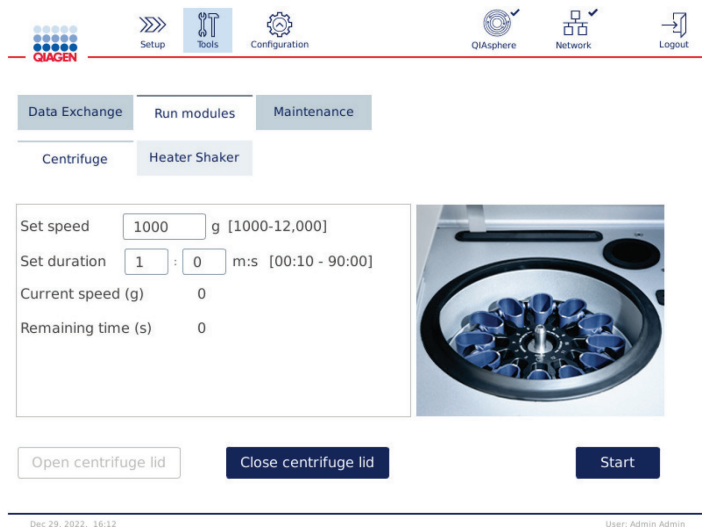 Setup
Tools
Configuration
QIAsphere
Network
Logout
QIAGEN
Data Exchange
Run modules
Maintenance
Centrifuge
Heater Shaker
Set speed 1000 g [1000-12,000]
Set duration 1 : 0 m:s [00:10 - 90:00]
Current speed (g) 0
Remaining time (s) 0
Open centrifuge lid
Close centrifuge lid
Start
Dec 29, 2022, 16:12
User: Admin Admin